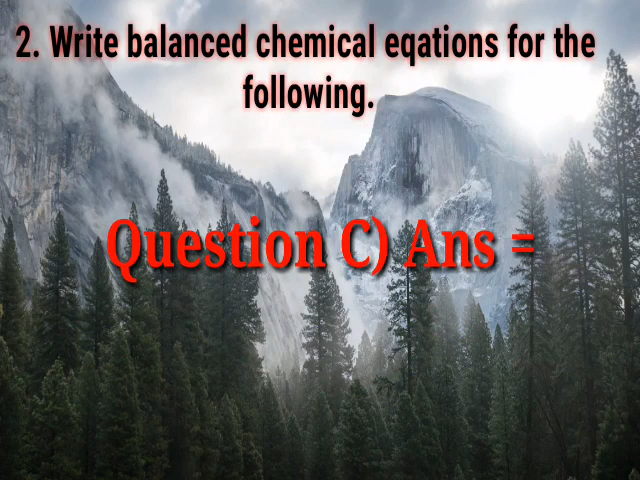 2. Write balanced chemical eqations for the
following.
Question C) Ans =